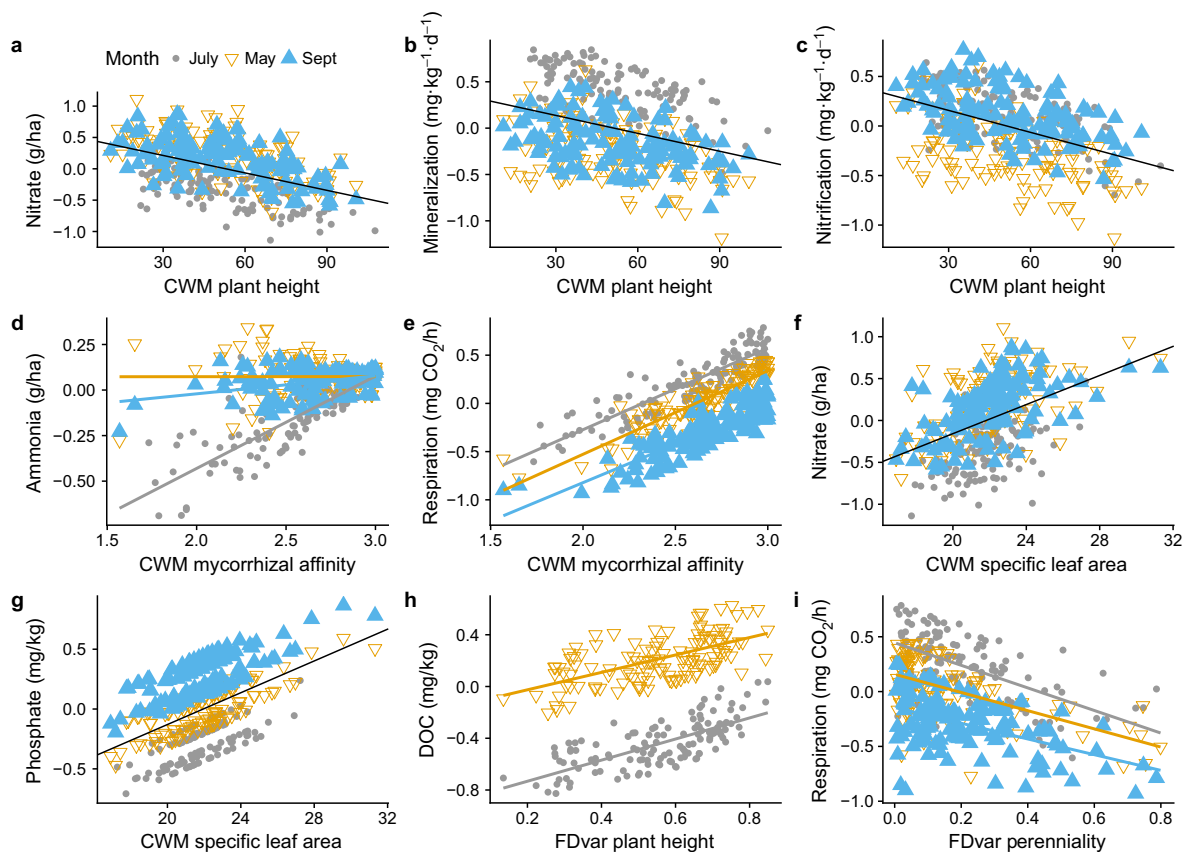 a
Month July May Sept
Nitrate (g/ha)
1.0
0.5
0.0
−0.5
−1.0
30 60 90
CWM plant height
b
Mineralization (mg·kg⁻¹·d⁻¹)
0.5
0.0
−0.5
−1.0
30 60 90
CWM plant height
c
Nitrification (mg·kg⁻¹·d⁻¹)
0.5
0.0
−0.5
−1.0
30 60 90
CWM plant height
d
Ammonia (g/ha)
0.25
0.00
−0.25
−0.50
1.5 2.0 2.5 3.0
CWM mycorrhizal affinity
e
Respiration (mg CO₂/h)
0.5
0.0
−0.5
−1.0
1.5 2.0 2.5 3.0
CWM mycorrhizal affinity
f
Nitrate (g/ha)
1.0
0.5
0.0
−0.5
−1.0
20 24 28 32
CWM specific leaf area
g
Phosphate (mg/kg)
0.5
0.0
−0.5
20 24 28 32
CWM specific leaf area
h
DOC (mg/kg)
0.4
0.0
−0.4
−0.8
0.2 0.4 0.6 0.8
FDvar plant height
i
Respiration (mg CO₂/h)
0.5
0.0
−0.5
−1.0
0.0 0.2 0.4 0.6 0.8
FDvar perenniality